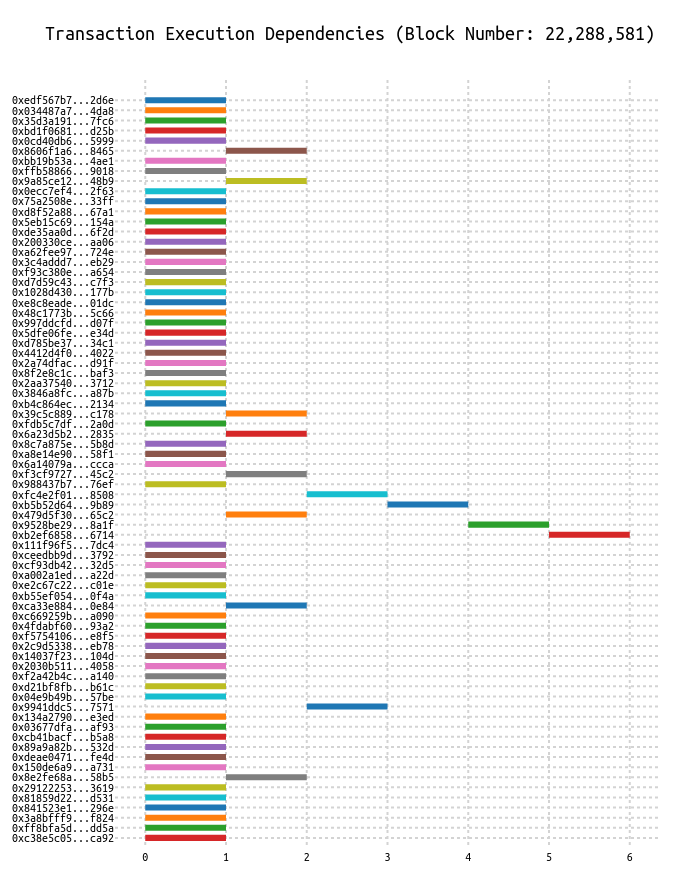 Transaction Execution Dependencies (Block Number: 22,288,581)
0xedf567b7...2d6e
0x034487a7...4da8
0x35d3a191...7fc6
0xbd1f0681...d25b
0x0cd40db6...5999
0x8606f1a6...8465
0xbb19b53a...4ae1
0xffb58866...9018
0x9a85ce12...48b9
0x0ecc7ef4...2f63
0x75a2508e...33ff
0xd8f52a88...67a1
0x5eb15c69...154a
0xde35aa0d...6f2d
0x200330ce...aa06
0xa62fee97...724e
0x3c4addd7...eb29
0xf93c380e...a654
0xd7d59c43...c7f3
0x1028d430...177b
0xe8c8eade...01dc
0x48c1773b...5c66
0x997ddcfd...d07f
0x5dfe06fe...e34d
0xd785be37...34c1
0x4412d4f0...4022
0x2a74dfac...d91f
0x8f2e8c1c...baf3
0x2aa37540...3712
0x3846a8fc...a87b
0xb4c864ec...2134
0x39c5c889...c178
0xfdb5c7df...2a0d
0x6a23d5b2...2835
0x8c7a875e...5b8d
0xa8e14e90...58f1
0x6a14079a...ccca
0xf3cf9727...45c2
0x988437b7...76ef
0xfc4e2f01...8508
0xb5b52d64...9b89
0x479d5f30...65c2
0x9528be29...8a1f
0xb2ef6858...6714
0x111f96f5...7dc4
0xceedbb9d...3792
0xcf93db42...32d5
0xa002a1ed...a22d
0xe2c67c22...c01e
0xb55ef054...0f4a
0xca33e884...0e84
0xc669259b...a090
0x4fdabf60...93a2
0xf5754106...e8f5
0x2c9d5338...eb78
0x14037f23...104d
0x2030b511...4058
0xf2a42b4c...a140
0xd21bf8fb...b61c
0x04e9b49b...57be
0x9941ddc5...7571
0x134a2790...e3ed
0x03677dfa...af93
0xcb41bacf...b5a8
0x89a9a82b...532d
0xdeae0471...fe4d
0x150de6a9...a731
0x8e2fe68a...58b5
0x29122253...3619
0x81859d22...d531
0x841523e1...296e
0x3a8bfff9...f824
0xff8bfa5d...dd5a
0xc38e5c05...ca92
0 1 2 3 4 5 6